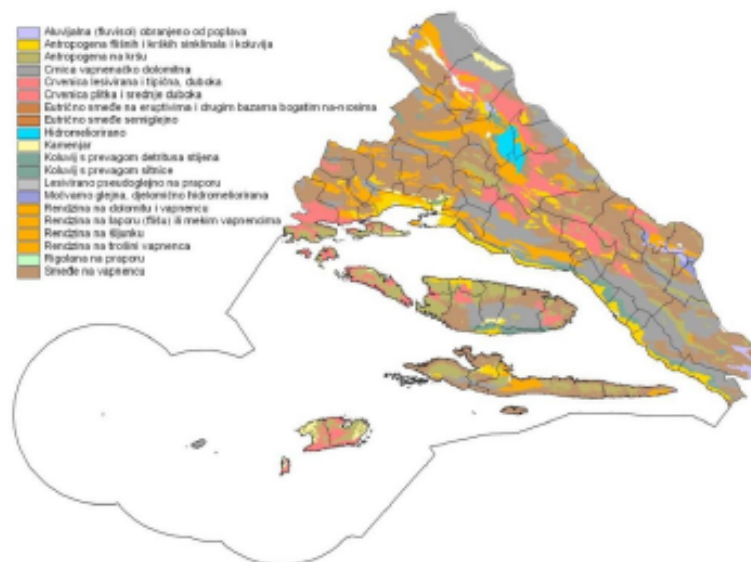 Aluvijalna (fluvisol) obranjeno od poplava
Antropogena flišnih i krških sinklinala i koluvija
Antropogena na kršu
Crnica vapnenačko dolomitna
Crvenica lesivirana i tipična, duboka
Crvenica plitka i srednje duboka
Eutrično smeđe na eruptivima i drugim bazama bogatim na-nosima
Eutrično smeđe semiglejno
Hidromeliorirano
Kamenjar
Koluvij s prevagom detritusa stijena
Koluvij s prevagom sitnice
Lesivirano pseudoglejno na praporu
Močvarno glejna, djelomično hidromeliorirana
Rendzina na dolomitu i vapnencu
Rendzina na laporu (flišu) ili mekim vapnencima
Rendzina na šljunku
Rendzina na trošini vapnenca
Rigolana na praporu
Smeđe na vapnencu